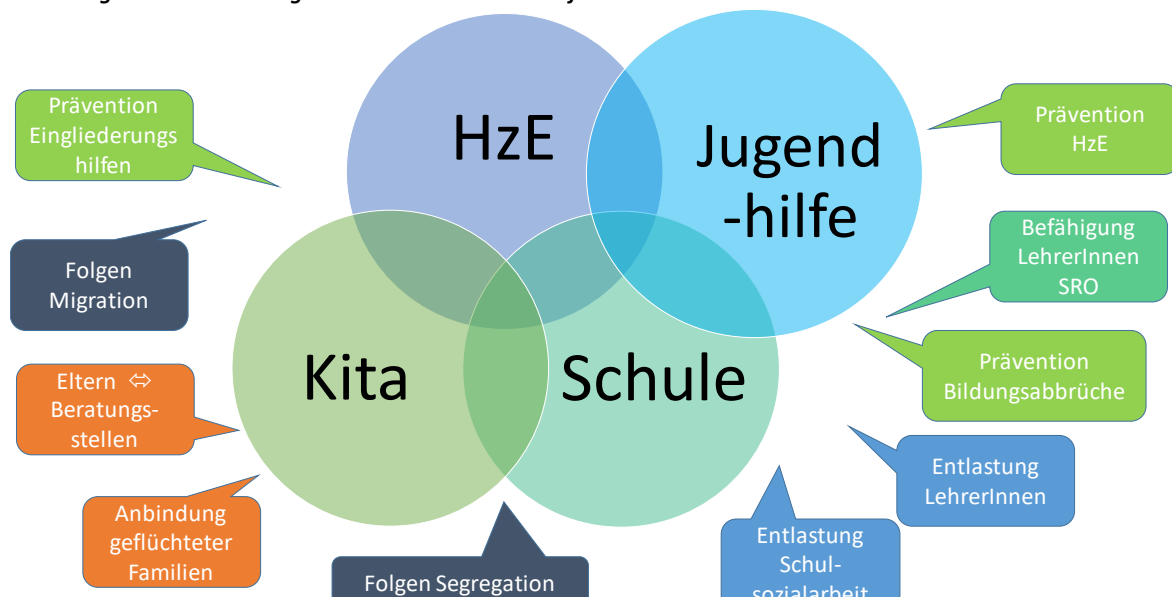 HzE
Jugend
-hilfe
Kita
Schule
Prävention
Eingliederungs
hilfen
Folgen
Migration
Eltern ⇔
Beratungs-
stellen
Anbindung
geflüchteter
Familien
Folgen Segregation
Entlastung
Schul-
sozialarbeit
Entlastung
LehrerInnen
Prävention
Bildungsabbrüche
Befähigung
LehrerInnen
SRO
Prävention
HzE